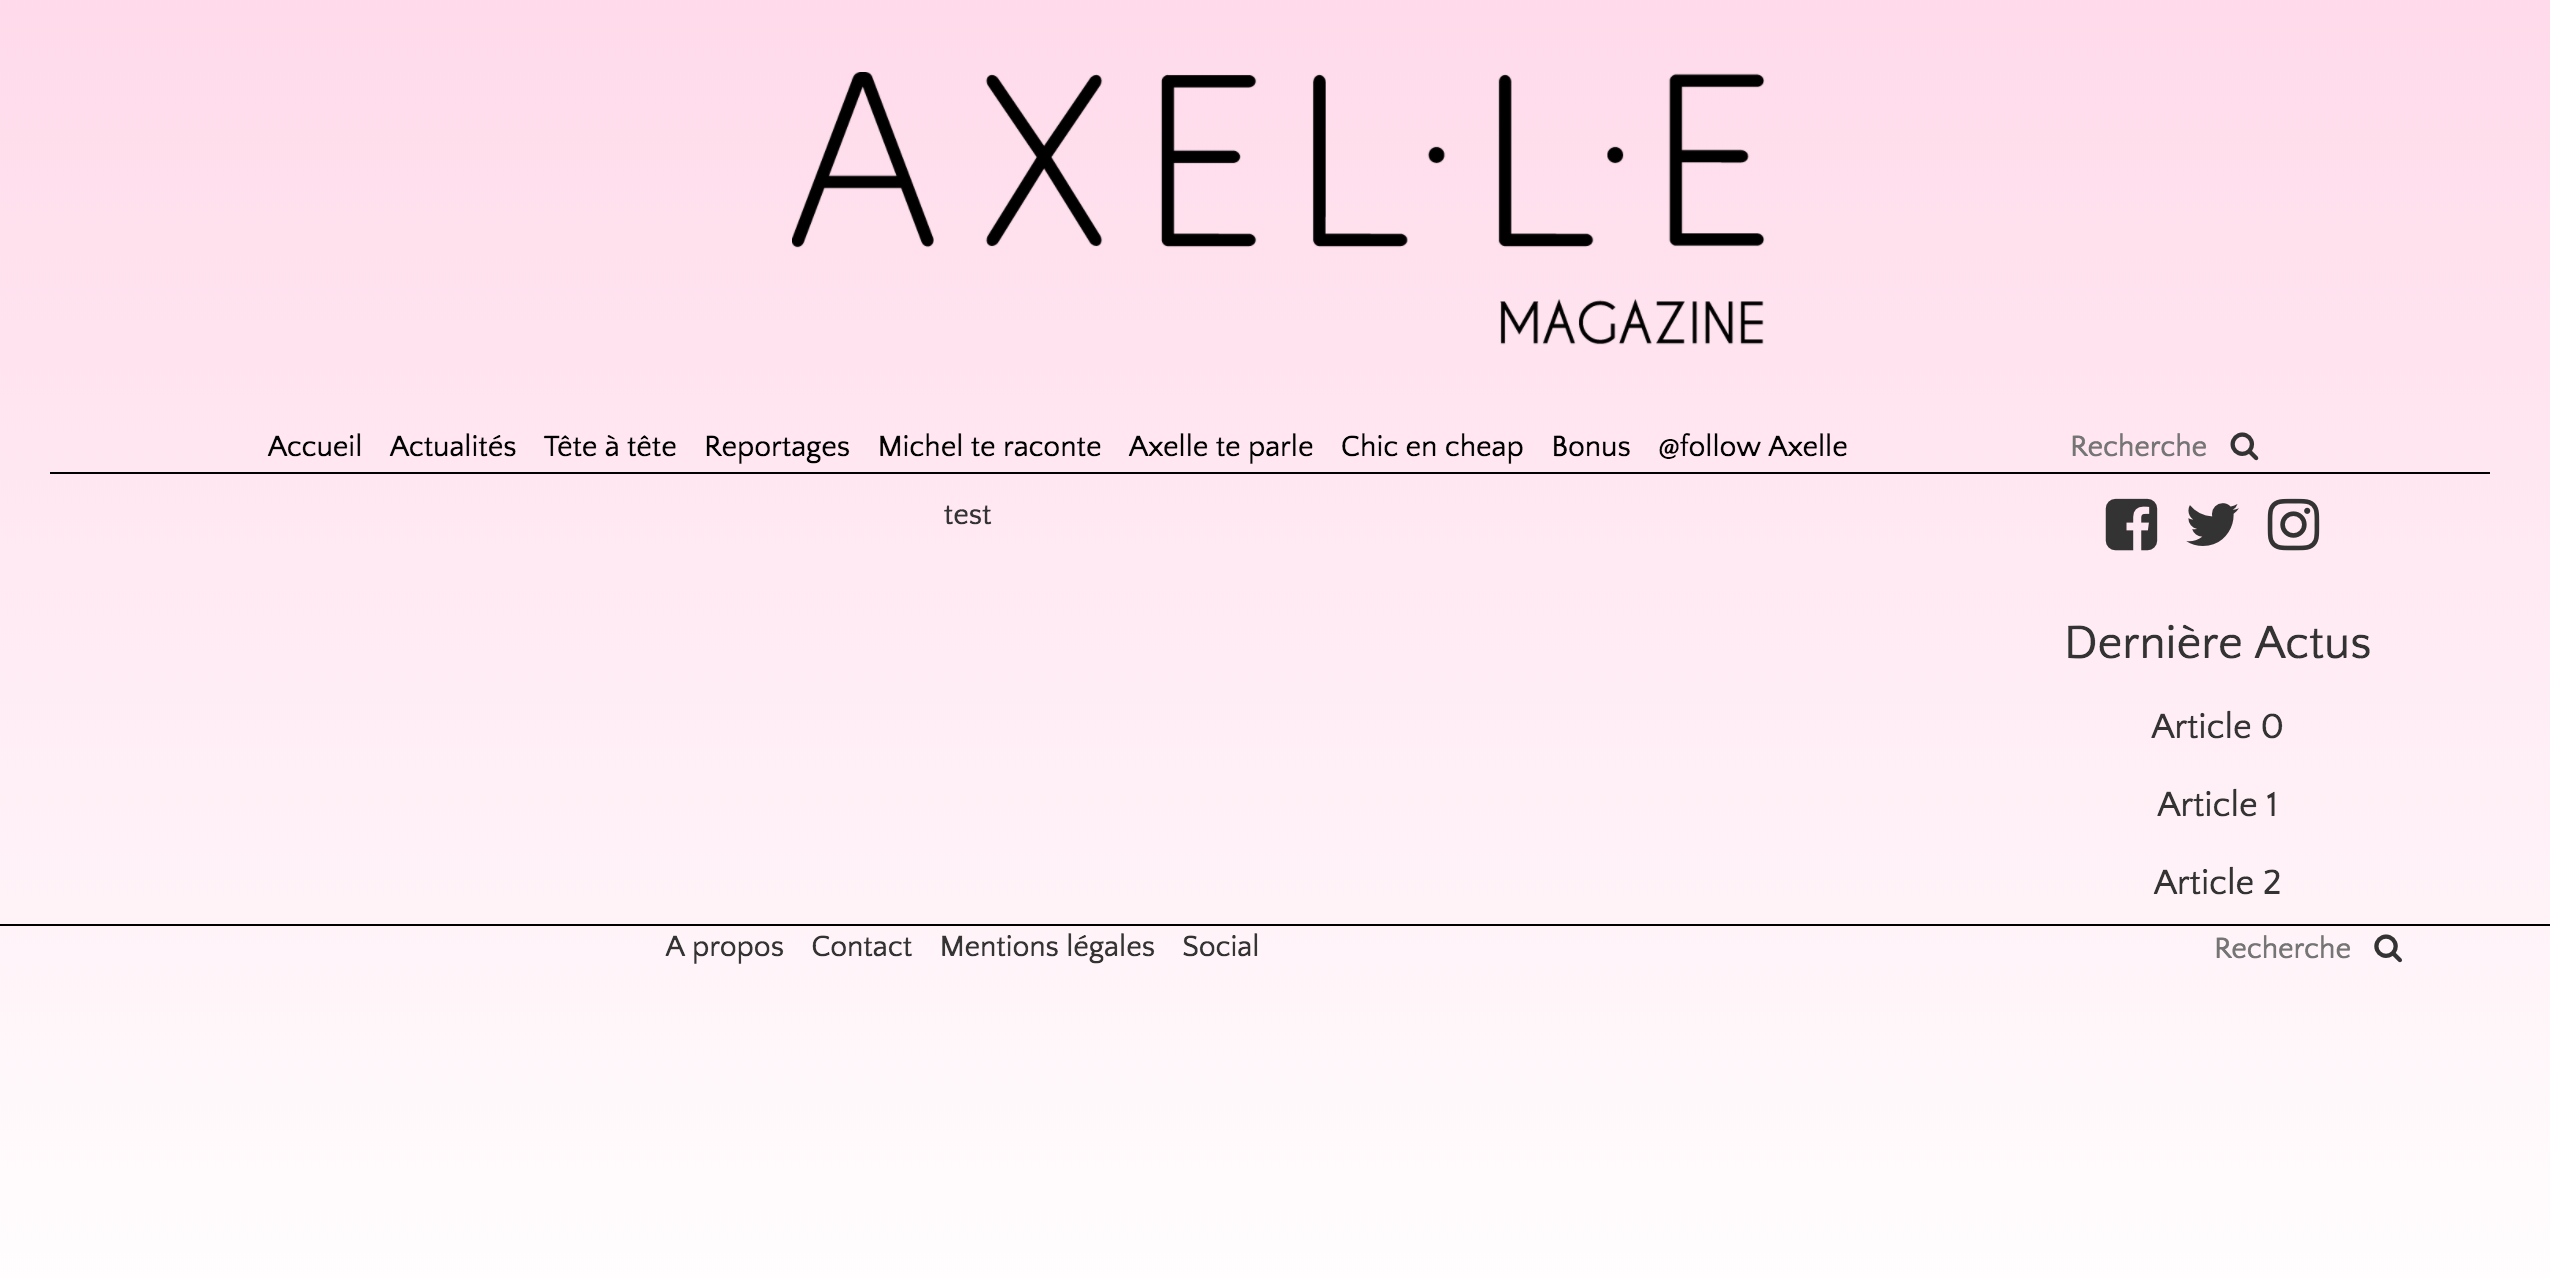 AXEL·L·E
MAGAZINE
Accueil Actualités Tête à tête Reportages Michel te raconte Axelle te parle Chic en cheap Bonus @follow Axelle Recherche
test
Dernière Actus
Article 0
Article 1
Article 2
A propos Contact Mentions légales Social Recherche